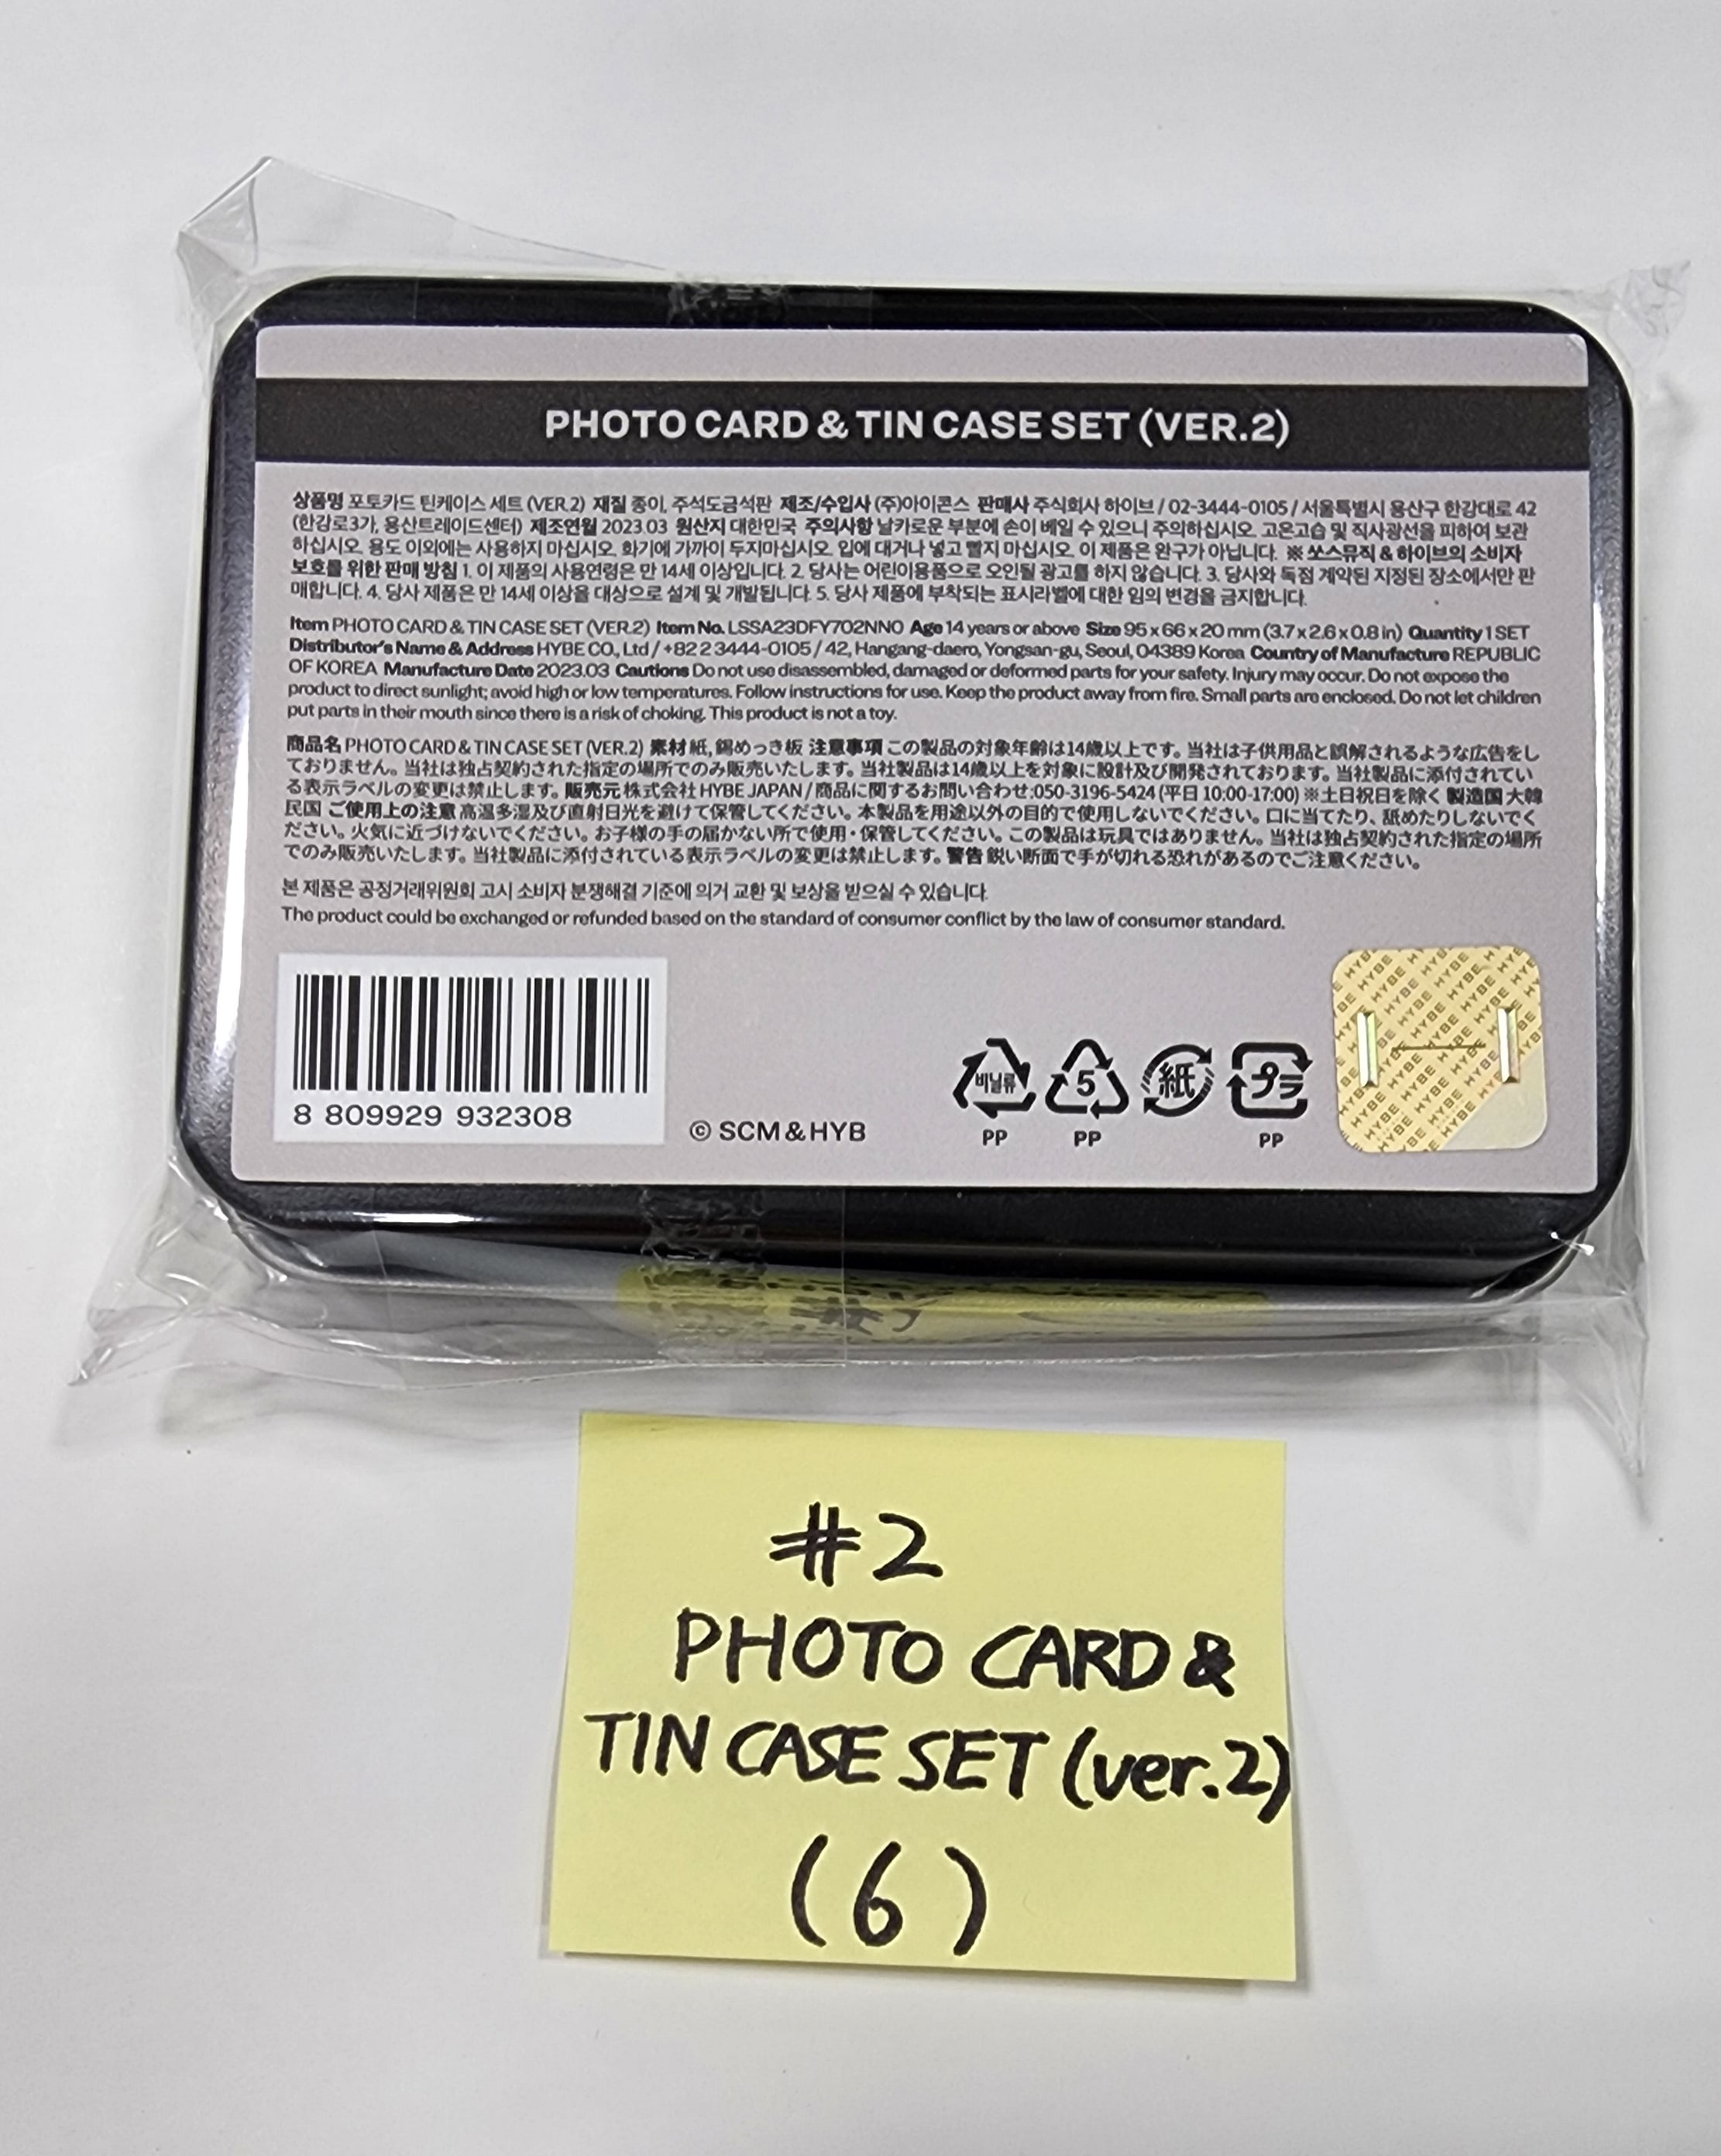 PHOTO CARD & TIN CASE SET (VER.2)
상품명 포토카드 틴케이스 세트 (VER.2) 재질 종이, 주석도금석판 제조/수입사 (주)아이콘스 판매사 주식회사 하이브 / 02-3444-0105 / 서울특별시 용산구 한강대로 42
(한강로3가, 용산트레이드센터) 제조연월 2023.03 원산지 대한민국 주의사항 날카로운 부분에 손이 베일 수 있으니 주의하십시오. 고온고습 및 직사광선을 피하여 보관
하십시오. 용도 이외에는 사용하지 마십시오. 화기에 가까이 두지마십시오. 입에 대거나 넣고 빨지 마십시오. 이 제품은 완구가 아닙니다. ※ 쏘스뮤직 & 하이브의 소비자
보호를 위한 판매 방침 1. 이 제품의 사용연령은 만 14세 이상입니다. 2. 당사는 어린이용품으로 오인될 광고를 하지 않습니다. 3. 당사와 독점 계약된 지정된 장소에서만 판
매합니다. 4. 당사 제품은 만 14세 이상을 대상으로 설계 및 개발됩니다. 5. 당사 제품에 부착되는 표시라벨에 대한 임의 변경을 금지합니다.
Item PHOTO CARD & TIN CASE SET (VER.2) Item No. LSSA23DFY702NNO Age 14 years or above Size 95 x 66 x 20 mm (3.7 x 2.6 x 0.8 in) Quantity 1 SET
Distributor's Name & Address HYBE CO., Ltd / +82 2 3444-0105 / 42, Hangang-daero, Yongsan-gu, Seoul, 04389 Korea Country of Manufacture REPUBLIC
OF KOREA Manufacture Date 2023.03 Cautions Do not use disassembled, damaged or deformed parts for your safety. Injury may occur. Do not expose the
product to direct sunlight; avoid high or low temperatures. Follow instructions for use. Keep the product away from fire. Small parts are enclosed. Do not let children
put parts in their mouth since there is a risk of choking. This product is not a toy.
商品名 PHOTO CARD & TIN CASE SET (VER.2) 素材 紙, 錫めっき板 注意事項 この製品の対象年齢は14歳以上です。当社は子供用品と誤解されるような広告をし
ておりません。当社は独占契約された指定の場所でのみ販売いたします。当社製品は14歳以上を対象に設計及び開発されております。当社製品に添付されてい
る表示ラベルの変更は禁止します。 販売元 株式会社 HYBE JAPAN / 商品に関するお問い合わせ:050-3196-5424 (平日 10:00-17:00) ※土日祝日を除く 製造国 大韓
民国 ご使用上の注意 高温多湿及び直射日光を避けて保管してください。本製品を用途以外の目的で使用しないでください。口に当てたり、舐めたりしないでく
ださい。火気に近づけないでください。お子様の手の届かない所で使用・保管してください。この製品は玩具ではありません。当社は独占契約された指定の場所
でのみ販売いたします。当社製品に添付されている表示ラベルの変更は禁止します。 警告 鋭い断面で手が切れる恐れがあるのでご注意ください。
본 제품은 공정거래위원회 고시 소비자 분쟁해결 기준에 의거 교환 및 보상을 받으실 수 있습니다.
The product could be exchanged or refunded based on the standard of consumer conflict by the law of consumer standard.
8 809929 932308
© SCM & HYB
비닐류 5 紙 プラ
PP PP PP
HYBE HYBE HYBE
#2
PHOTO CARD &
TIN CASE SET (ver.2)
(6)